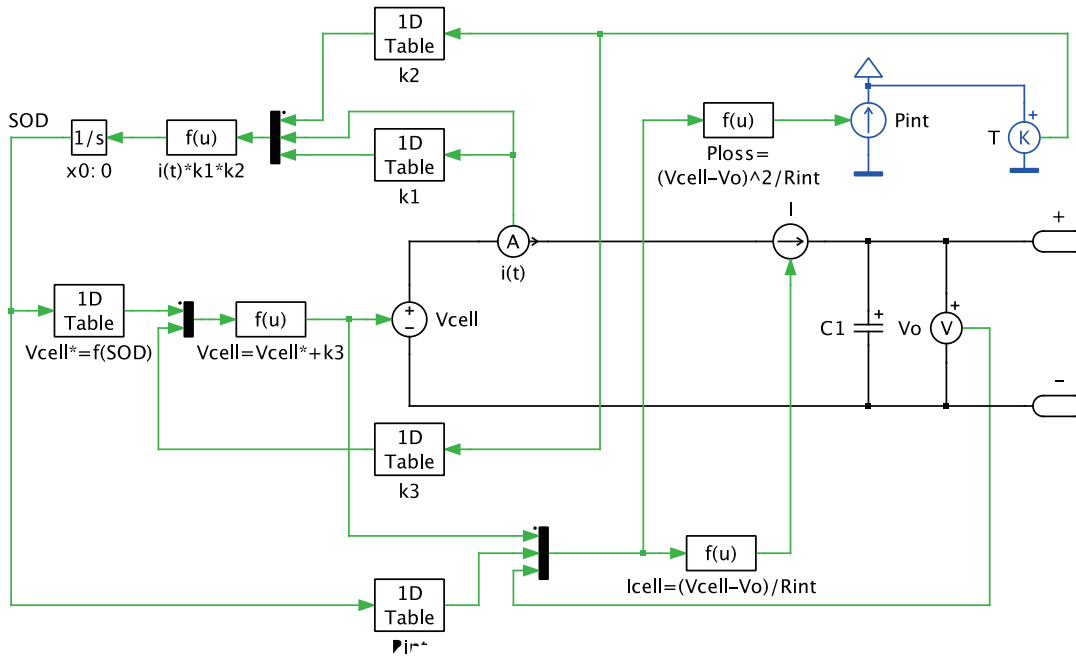 1D
Table
k2
SOD
1/s
x0: 0
f(u)
i(t)*k1*k2
1D
Table
k1
f(u)
Ploss=
(Vcell-Vo)^2/Rint
Pint
+
T
K
A
i(t)
I
+
1D
Table
Vcell*=f(SOD)
f(u)
Vcell=Vcell*+k3
+
−
Vcell
C1
+
Vo
+
V
−
1D
Table
k3
f(u)
Icell=(Vcell-Vo)/Rint
1D
Table